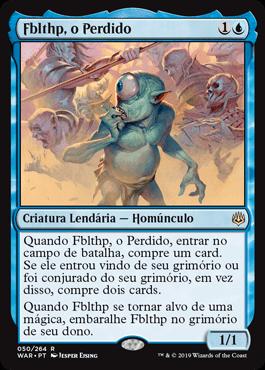 Fblthp, o Perdido 1
Criatura Lendária — Homúnculo
Quando Fblthp, o Perdido, entrar no
campo de batalha, compre um card.
Se ele entrou vindo de seu grimório ou
foi conjurado do seu grimório, em vez
disso, compre dois cards.
Quando Fblthp se tornar alvo de uma
mágica, embaralhe Fblthp no grimório
de seu dono.
1/1
050/264 R
WAR • PT Jesper Ejsing
™ & © 2019 Wizards of the Coast